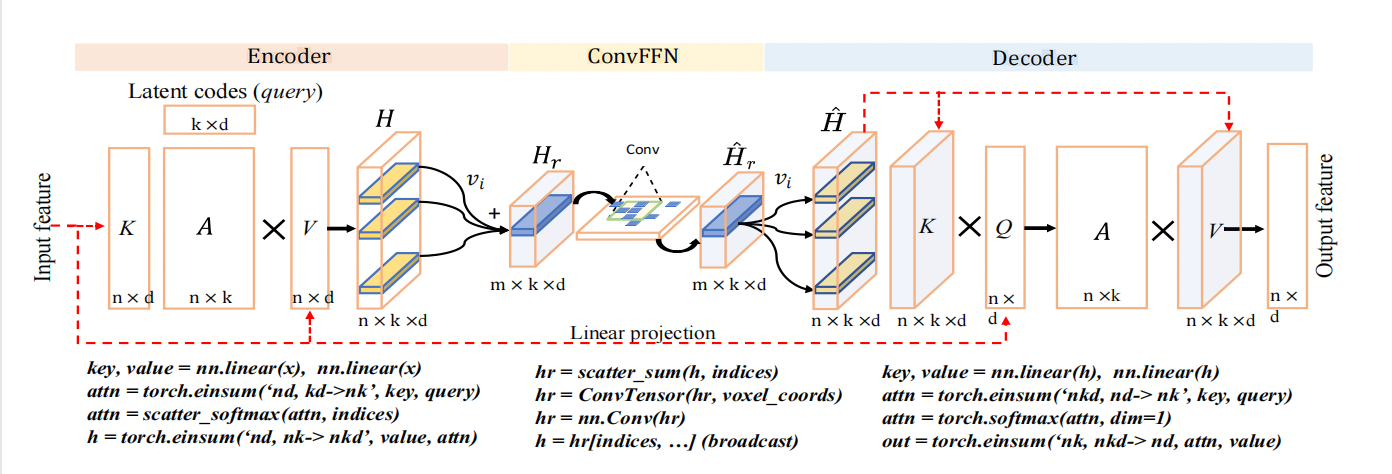 Encoder
ConvFFN
Decoder
Latent codes (query)
k ×d
Input feature
K
n × d
A
n × k
×
V
n × d
H
n × k ×d
v_i
+
H_r
m × k ×d
Conv
Ĥ_r
m × k ×d
v_i
Ĥ
n × k ×d
K
n × k ×d
×
Q
n ×
d
A
n ×k
×
V
n × k ×d
n ×
d
Output feature
Linear projection
key, value = nn.linear(x), nn.linear(x)
attn = torch.einsum(‘nd, kd->nk’, key, query)
attn = scatter_softmax(attn, indices)
h = torch.einsum(‘nd, nk-> nkd’, value, attn)
hr = scatter_sum(h, indices)
hr = ConvTensor(hr, voxel_coords)
hr = nn.Conv(hr)
h = hr[indices, …] (broadcast)
key, value = nn.linear(h), nn.linear(h)
attn = torch.einsum(‘nkd, nd-> nk’, key, query)
attn = torch.softmax(attn, dim=1)
out = torch.einsum(‘nk, nkd-> nd, attn, value)